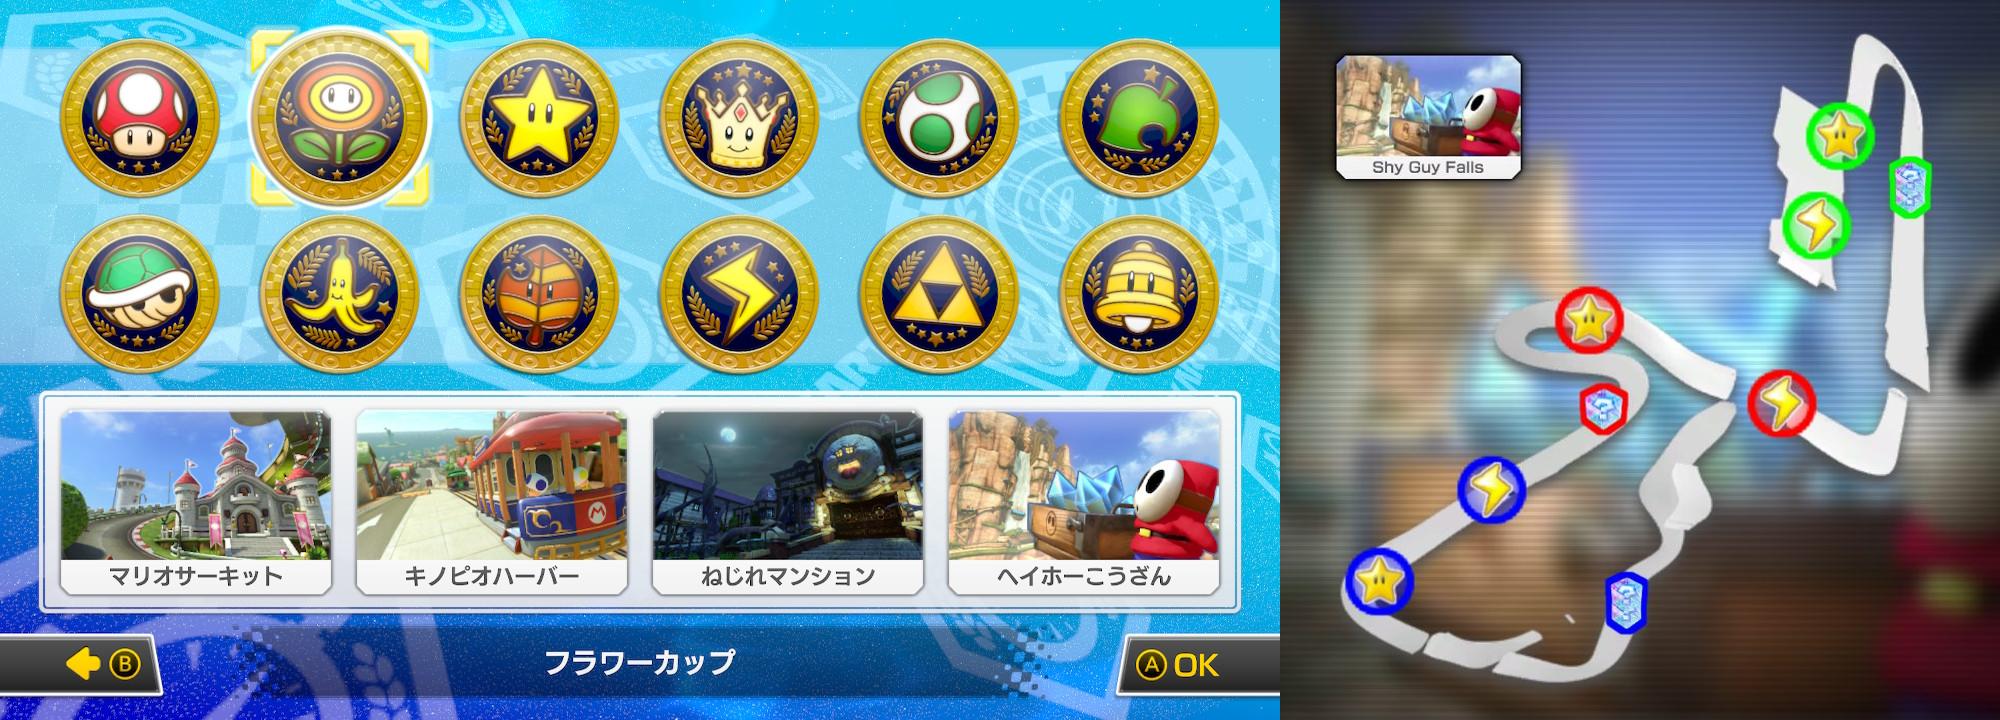 マリオサーキット
キノピオハーバー
ねじれマンション
ヘイホーこうざん
B
フラワーカップ
A OK
Shy Guy Falls